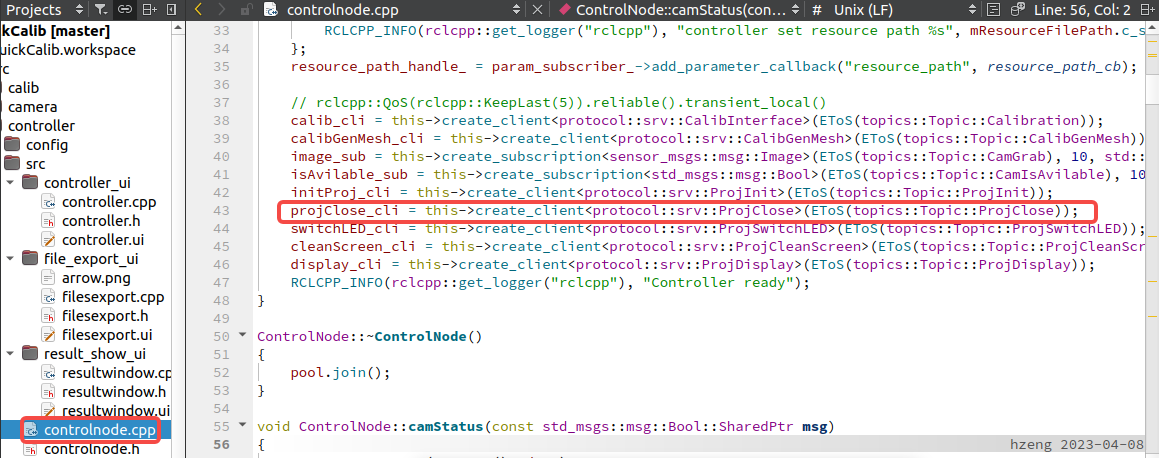 Projects
controlnode.cpp
ControlNode::camStatus(con...
#
Unix (LF)
Line: 56, Col: 2
kCalib [master]
uickCalib.workspace
rc
calib
camera
controller
config
src
controller_ui
controller.cpp
controller.h
controller.ui
file_export_ui
arrow.png
filesexport.cpp
filesexport.h
filesexport.ui
result_show_ui
resultwindow.cp
resultwindow.h
resultwindow.ui
controlnode.cpp
controlnode.h
33 RCLCPP_INFO(rclcpp::get_logger("rclcpp"), "controller set resource path %s", mResourceFilePath.c_s
34 };
35 resource_path_handle_ = param_subscriber_->add_parameter_callback("resource_path", resource_path_cb);
36
37 // rclcpp::QoS(rclcpp::KeepLast(5)).reliable().transient_local()
38 calib_cli = this->create_client<protocol::srv::CalibInterface>(EToS(topics::Topic::Calibration));
39 calibGenMesh_cli = this->create_client<protocol::srv::CalibGenMesh>(EToS(topics::Topic::CalibGenMesh))
40 image_sub = this->create_subscription<sensor_msgs::msg::Image>(EToS(topics::Topic::CamGrab), 10, std::
41 isAvilable_sub = this->create_subscription<std_msgs::msg::Bool>(EToS(topics::Topic::CamIsAvilable), 10
42 initProj_cli = this->create_client<protocol::srv::ProjInit>(EToS(topics::Topic::ProjInit));
43 projClose_cli = this->create_client<protocol::srv::ProjClose>(EToS(topics::Topic::ProjClose));
44 switchLED_cli = this->create_client<protocol::srv::ProjSwitchLED>(EToS(topics::Topic::ProjSwitchLED));
45 cleanScreen_cli = this->create_client<protocol::srv::ProjCleanScreen>(EToS(topics::Topic::ProjCleanScr
46 display_cli = this->create_client<protocol::srv::ProjDisplay>(EToS(topics::Topic::ProjDisplay));
47 RCLCPP_INFO(rclcpp::get_logger("rclcpp"), "Controller ready");
48 }
49
50 ControlNode::~ControlNode()
51 {
52 pool.join();
53 }
54
55 void ControlNode::camStatus(const std_msgs::msg::Bool::SharedPtr msg)
56 { hzeng 2023-04-08